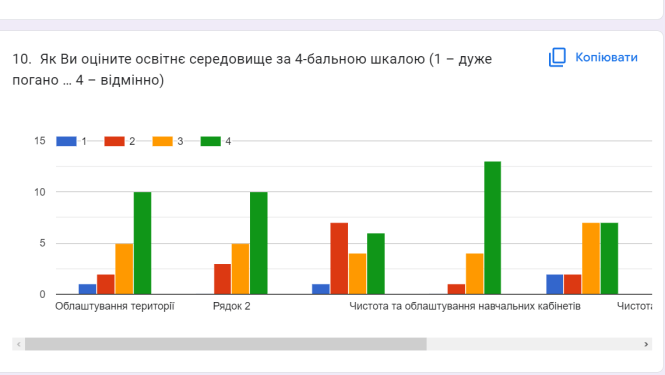 10. Як Ви оціните освітнє середовище за 4-бальною шкалою (1 – дуже
погано ... 4 – відмінно)
Копіювати
15
1 2 3 4
10
5
0
Облаштування території Рядок 2 Чистота та облаштування навчальних кабінетів